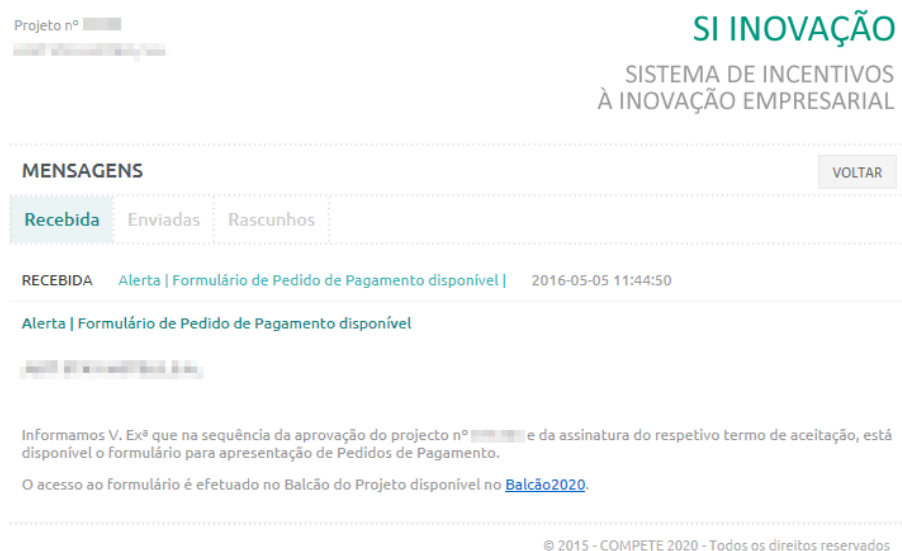 Projeto nº
SI INOVAÇÃO
SISTEMA DE INCENTIVOS
À INOVAÇÃO EMPRESARIAL
MENSAGENS
VOLTAR
Recebida Enviadas Rascunhos
RECEBIDA Alerta | Formulário de Pedido de Pagamento disponível | 2016-05-05 11:44:50
Alerta | Formulário de Pedido de Pagamento disponível
Informamos V. Exª que na sequência da aprovação do projecto nº e da assinatura do respetivo termo de aceitação, está
disponível o formulário para apresentação de Pedidos de Pagamento.
O acesso ao formulário é efetuado no Balcão do Projeto disponível no Balcão2020.
© 2015 - COMPETE 2020 - Todos os direitos reservados